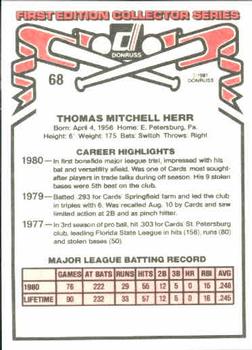 FIRST EDITION COLLECTOR SERIES
DONRUSS
68
© 1981
DONRUSS
THOMAS MITCHELL HERR
Born: April 4, 1956 Home: E. Petersburg, Pa.
Height: 6 Weight: 175 Bats: Switch Throws: Right
CAREER HIGHLIGHTS
1980—In first bonafide major league trial, impressed with his bat and versatility afield. Was one of Cards most sought-after players in trade talks during off season. His 9 stolen bases were 5th best on the club.
1979—Batted .293 for Cards Springfield farm and led the club in triples with 6. Was recalled Aug. 10 by Cards and saw limited action at 2B and as pinch hitter.
1977—In 3rd season of pro ball, hit .303 for Cards St. Petersburg club, leading Florida State League in hits (156), runs (80) and stolen bases (50).
MAJOR LEAGUE BATTING RECORD
GAMES AT BATS RUNS HITS 2B 3B HR RBI AVG
1980 76 222 29 55 12 5 0 15 .248
LIFETIME 90 232 33 57 12 5 0 16 .245